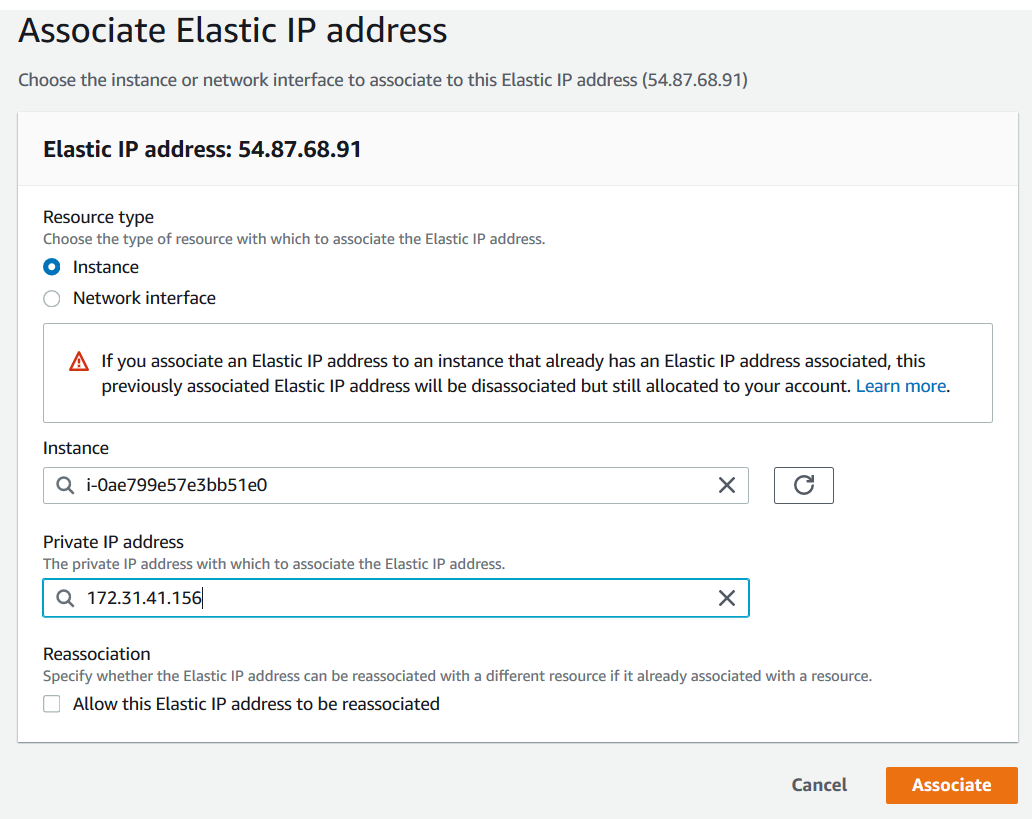 Associate Elastic IP address
Choose the instance or network interface to associate to this Elastic IP address (54.87.68.91)
Elastic IP address: 54.87.68.91
Resource type
Choose the type of resource with which to associate the Elastic IP address.
Instance
Network interface
If you associate an Elastic IP address to an instance that already has an Elastic IP address associated, this
previously associated Elastic IP address will be disassociated but still allocated to your account. Learn more.
Instance
i-0ae799e57e3bb51e0
Private IP address
The private IP address with which to associate the Elastic IP address.
172.31.41.156
Reassociation
Specify whether the Elastic IP address can be reassociated with a different resource if it already associated with a resource.
Allow this Elastic IP address to be reassociated
Cancel
Associate